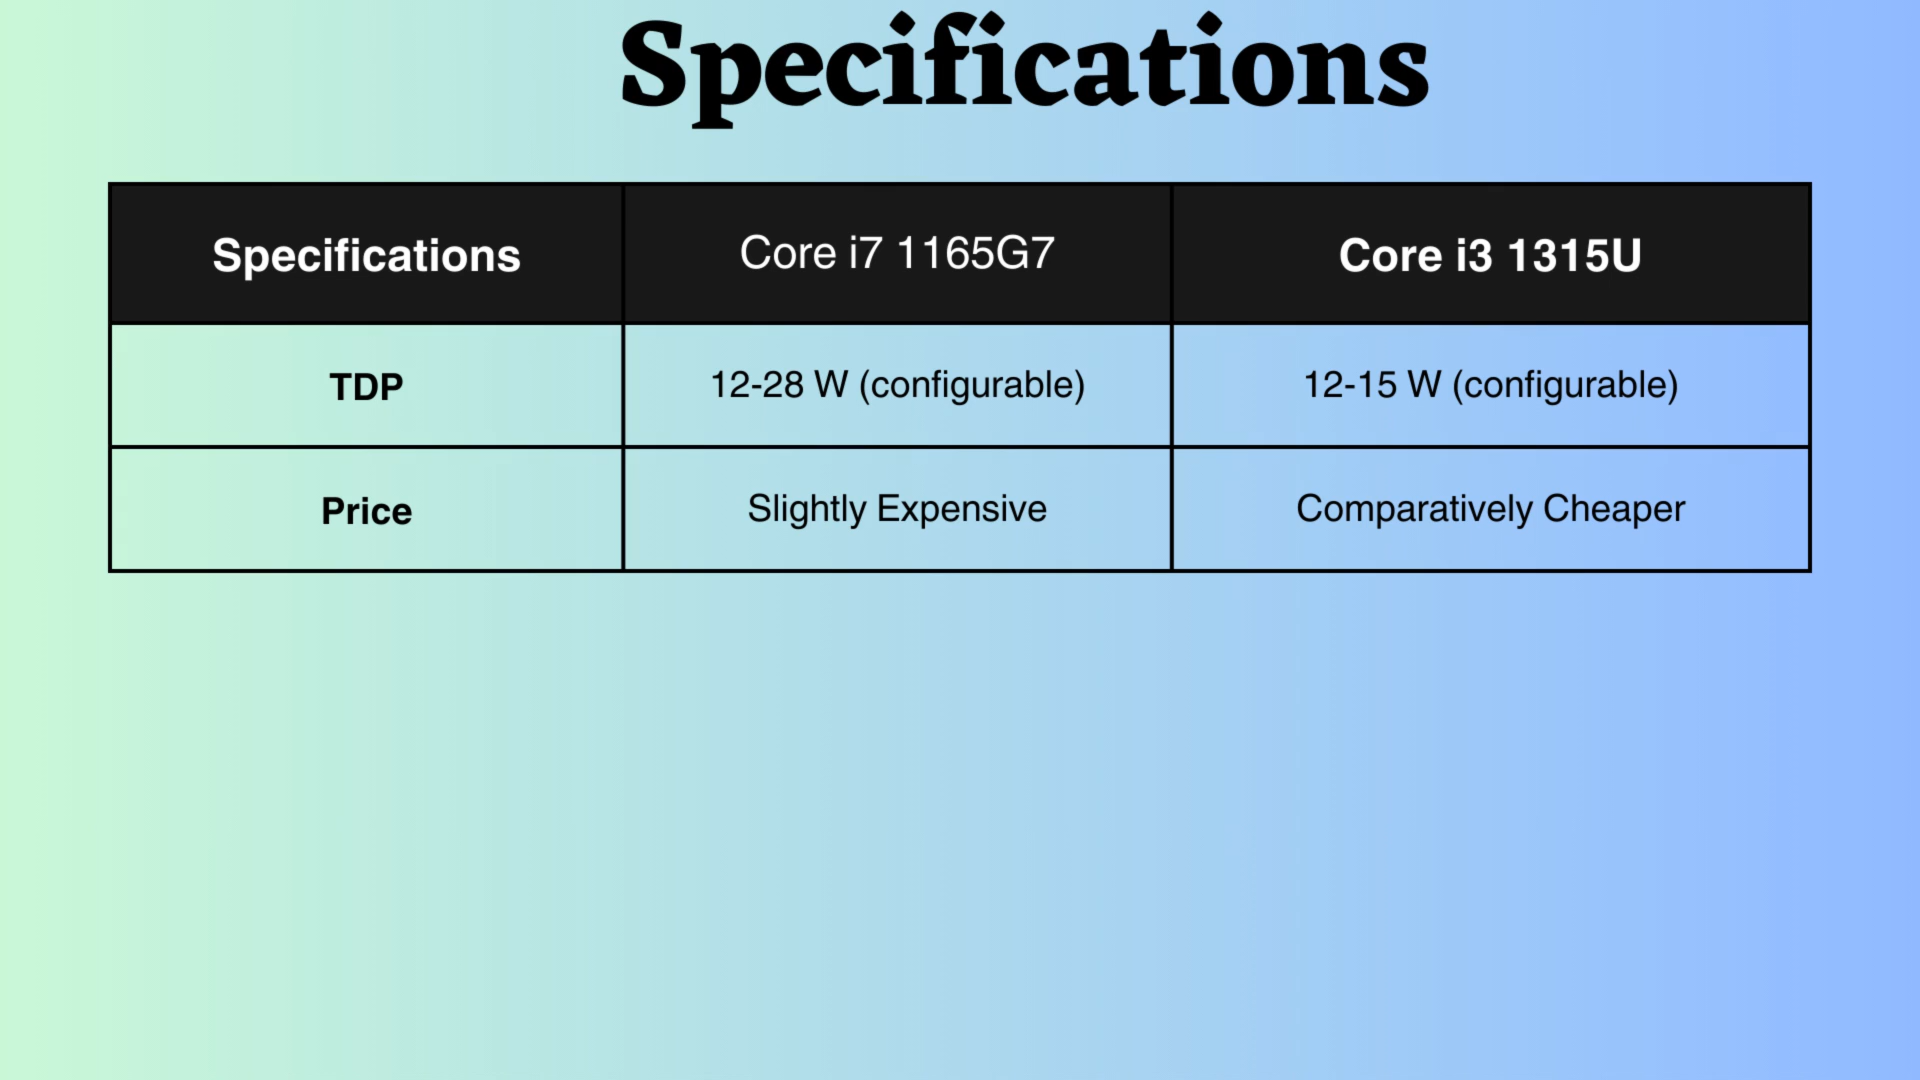 Specifications
Specifications Core i7 1165G7 Core i3 1315U
TDP 12-28 W (configurable) 12-15 W (configurable)
Price Slightly Expensive Comparatively Cheaper